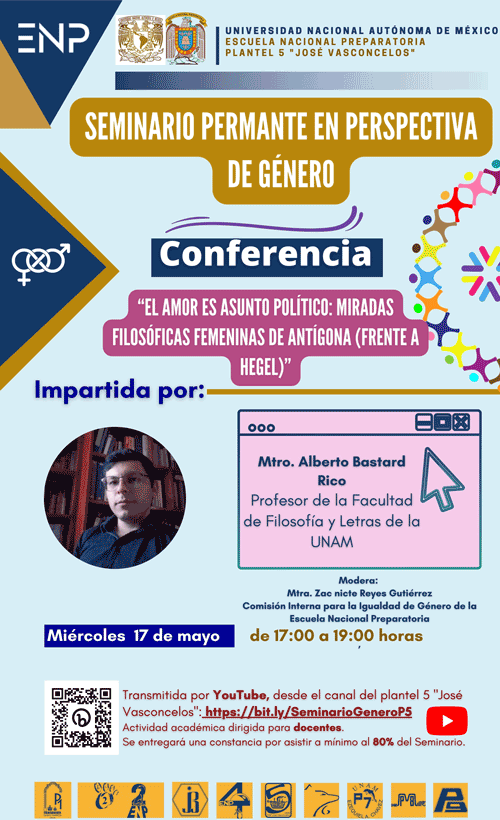 ENP
UNIVERSIDAD NACIONAL AUTÓNOMA DE MÉXICO
ESCUELA NACIONAL PREPARATORIA
PLANTEL 5 "JOSÉ VASCONCELOS"
SEMINARIO PERMANTE EN PERSPECTIVA
DE GÉNERO
Conferencia
“EL AMOR ES ASUNTO POLÍTICO: MIRADAS
FILOSÓFICAS FEMENINAS DE ANTÍGONA (FRENTE A
HEGEL)”
Impartida por:
Mtro. Alberto Bastard
Rico
Profesor de la Facultad
de Filosofía y Letras de la
UNAM
Modera:
Mtra. Zac nicte Reyes Gutiérrez
Comisión Interna para la Igualdad de Género de la
Escuela Nacional Preparatoria
Miércoles 17 de mayo de 17:00 a 19:00 horas
Transmitida por YouTube, desde el canal del plantel 5 "José
Vasconcelos": https://bit.ly/SeminarioGeneroP5
Actividad académica dirigida para docentes.
Se entregará una constancia por asistir a mínimo al 80% del Seminario.